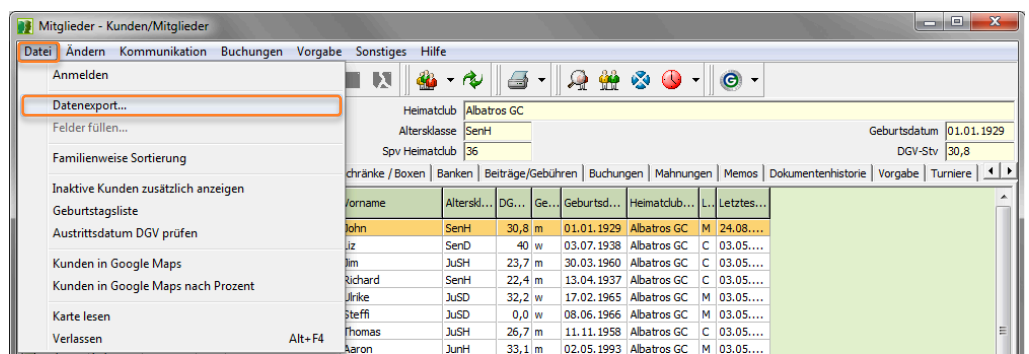 Mitglieder - Kunden/Mitglieder
Datei Ändern Kommunikation Buchungen Vorgabe Sonstiges Hilfe
Anmelden
Datenexport...
Felder füllen...
Familienweise Sortierung
Inaktive Kunden zusätzlich anzeigen
Geburtstagsliste
Austrittsdatum DGV prüfen
Kunden in Google Maps
Kunden in Google Maps nach Prozent
Karte lesen
Verlassen Alt+F4
Heimatclub Albatros GC
Altersklasse SenH Geburtsdatum 01.01.1929
Spv Heimatclub 36 DGV-Stv 30,8
chränke / Boxen Banken Beiträge/Gebühren Buchungen Mahnungen Memos Dokumentenhistorie Vorgabe Turniere
Vorname Alterskl... DG... Ge... Geburtsd... Heimatclub... L.. Letztes...
John SenH 30,8 m 01.01.1929 Albatros GC M 24.08....
Liz SenD 40 w 03.07.1938 Albatros GC C 03.05....
Jim JuSH 23,7 m 30.03.1960 Albatros GC C 03.05....
Richard SenH 22,4 m 13.04.1937 Albatros GC C 03.05....
Ulrike JuSD 32,2 w 17.02.1965 Albatros GC M 03.05....
Steffi JuSD 0,0 w 08.06.1966 Albatros GC M 03.05....
Thomas JuSH 26,7 m 11.11.1958 Albatros GC C 03.05....
Aaron JunH 33,1 m 02.05.1993 Albatros GC M 03.05....